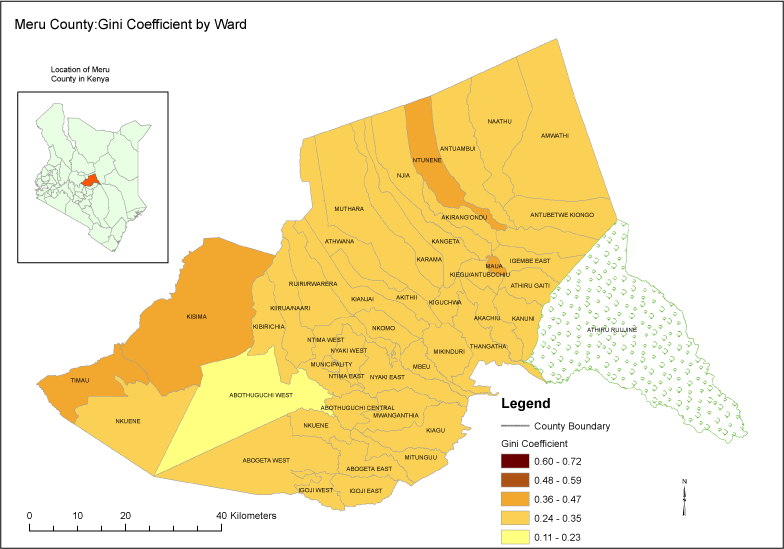 Meru County:Gini Coefficient by Ward
Location of Meru
County in Kenya
NAATHU
AMWATHI
ANTUAMBUI
NTUNENE
NJIA
MUTHARA
AKIRANG'ONDU
ANTUBETWE KIONGO
ATHWANA
KANGETA
KARAMA
MAUA
IGEMBE EAST
KIEGUI/ANTUBOCHIU
RUIRI/RWARERA
ATHIRU GAITI
KIANJAI
AKITHII
KIGUCHWA
KIIRUA/NAARI
KIBIMA
AKACHIU
KANUNI
KIBIRICHIA
NKOMO
ATHIRU RUUJINE
NTIMA WEST
THANGATHA
NYAKI WEST
MIKINDURI
MUNICIPALITY
MBEU
NTIMA EAST
NYAKI EAST
TIMAU
ABOTHUGUCHI WEST
ABOTHUGUCHI CENTRAL
MWANGANTHIA
NKUENE
NKUENE
KIAGU
ABOGETA WEST
MITUNGUU
ABOGETA EAST
IGOJI WEST
IGOJI EAST
Legend
County Boundary
Gini Coefficient
0.60 - 0.72
0.48 - 0.59
0.36 - 0.47
0.24 - 0.35
0.11 - 0.23
N
0 10 20 40 Kilometers